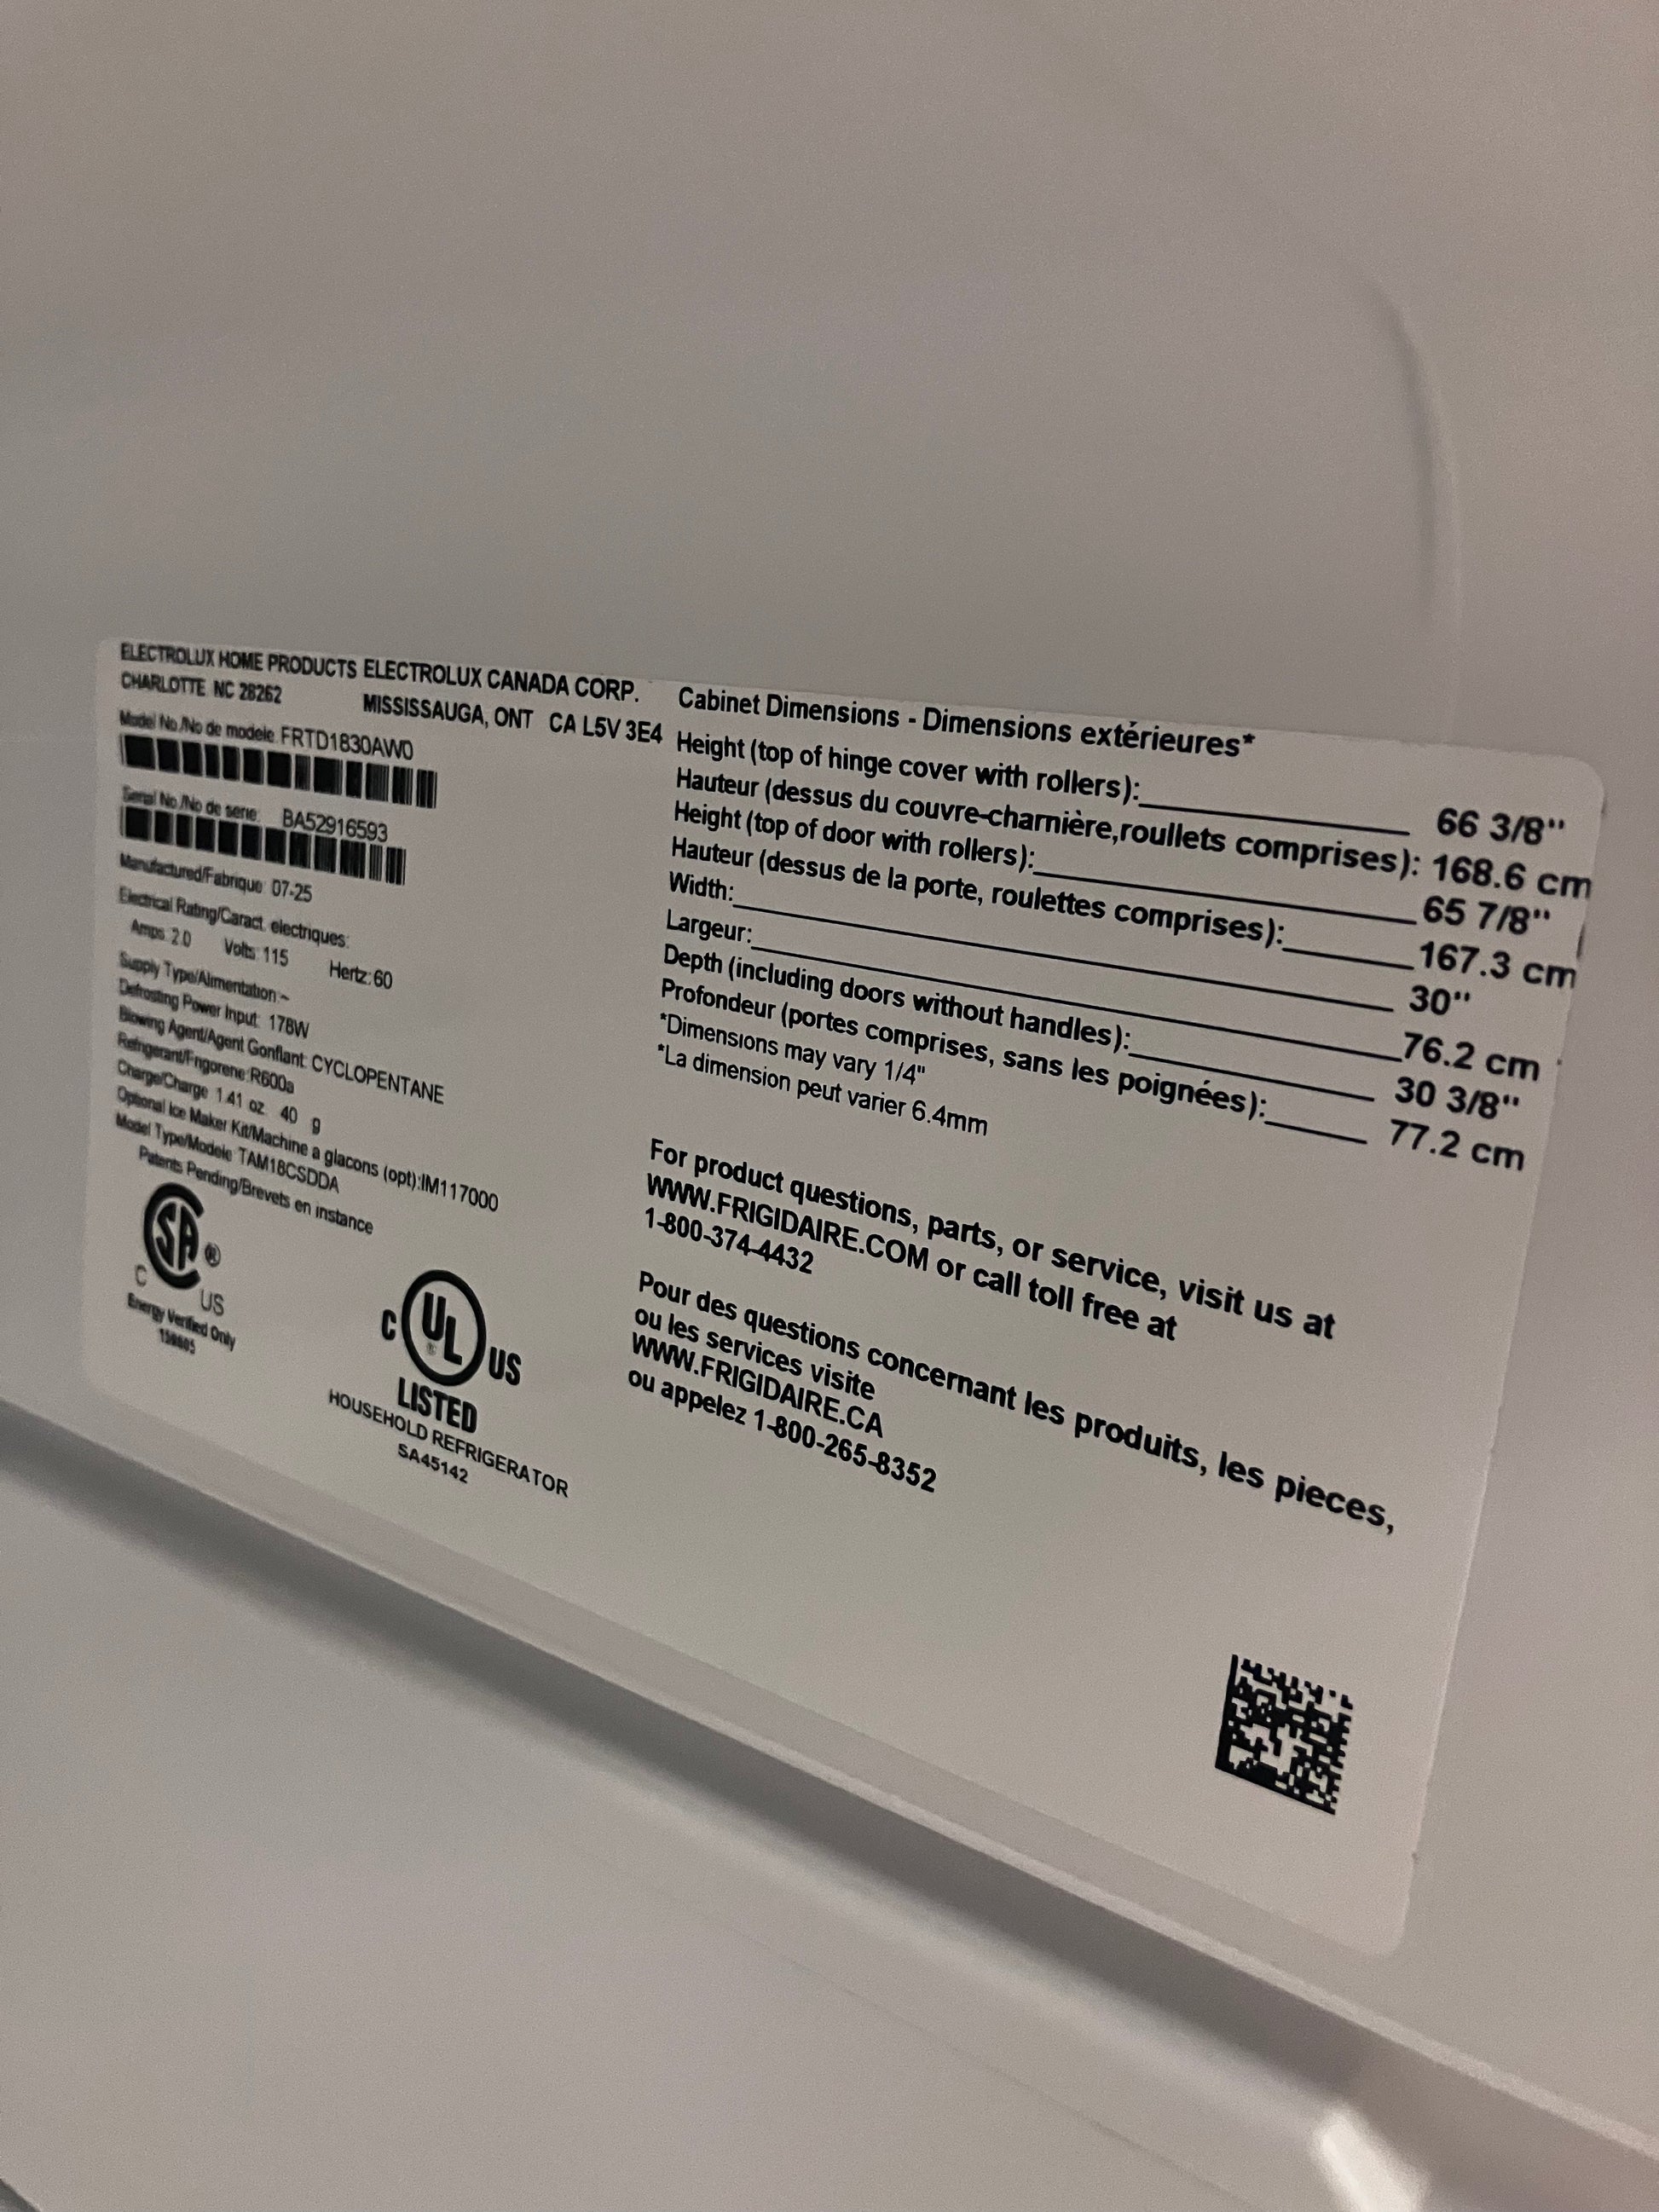 ELECTROLUX HOME PRODUCTS ELECTROLUX CANADA CORP.
CHARLOTTE NC 28262 MISSISSAUGA, ONT CA L5V 3E4
Model No./No de modele: FRTD1830AW0
Serial No./No de serie: BA52916593
Manufactured/Fabrique: 07-25
Electrical Rating/Caract. electriques:
Amps: 2.0 Volts: 115 Hertz: 60
Supply Type/Alimentation:~
Defrosting Power Input: 178W
Blowing Agent/Agent Gonflant: CYCLOPENTANE
Refrigerant/Frigorene:R600a
Charge/Charge 1.41 oz. 40 g
Optional Ice Maker Kit/Machine a glacons (opt):IM117000
Model Type/Modele: TAM18CSDDA
Patents Pending/Brevets en instance
SA®
C US
Energy Verified Only
C UL® US
LISTED
HOUSEHOLD REFRIGERATOR
SA45142
Cabinet Dimensions - Dimensions extérieures*
Height (top of hinge cover with rollers): 66 3/8"
Hauteur (dessus du couvre-charnière,roullets comprises): 168.6 cm
Height (top of door with rollers): 65 7/8"
Hauteur (dessus de la porte, roulettes comprises): 167.3 cm
Width: 30"
Largeur: 76.2 cm
Depth (including doors without handles): 30 3/8"
Profondeur (portes comprises, sans les poignées): 77.2 cm
*Dimensions may vary 1/4"
*La dimension peut varier 6.4mm
For product questions, parts, or service, visit us at
WWW.FRIGIDAIRE.COM or call toll free at
1-800-374-4432
Pour des questions concernant les produits, les pieces,
ou les services visite
WWW.FRIGIDAIRE.CA
ou appelez 1-800-265-8352